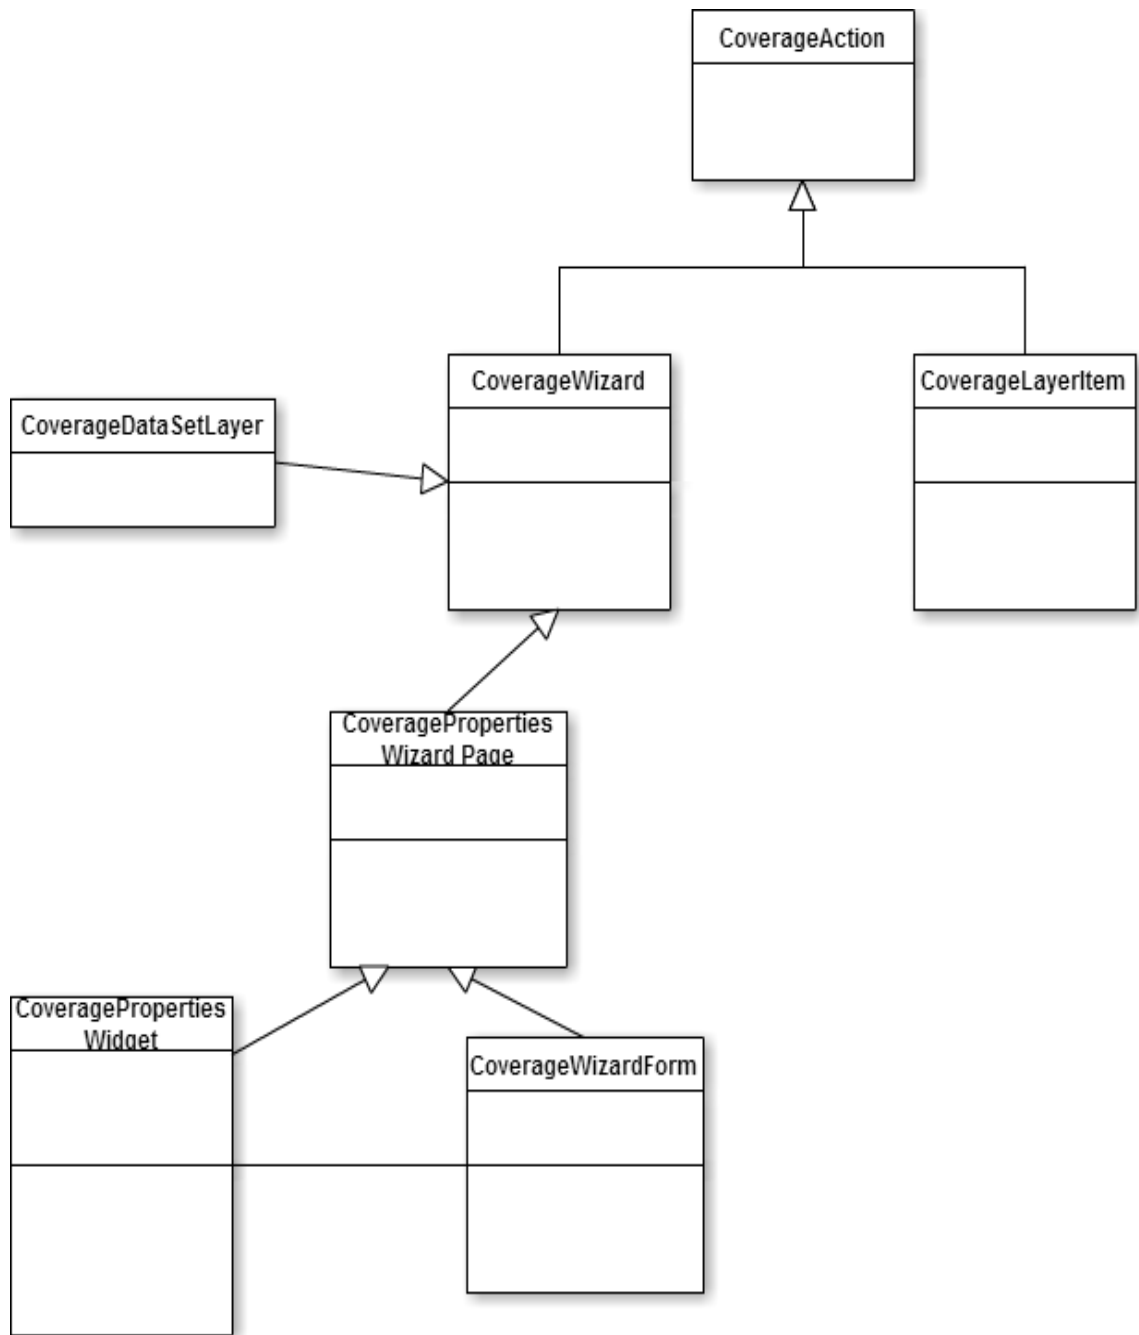 CoverageAction
CoverageWizard
CoverageLayerItem
CoverageDataSetLayer
CoverageProperties
Wizard Page
CoverageProperties
Widget
CoverageWizardForm